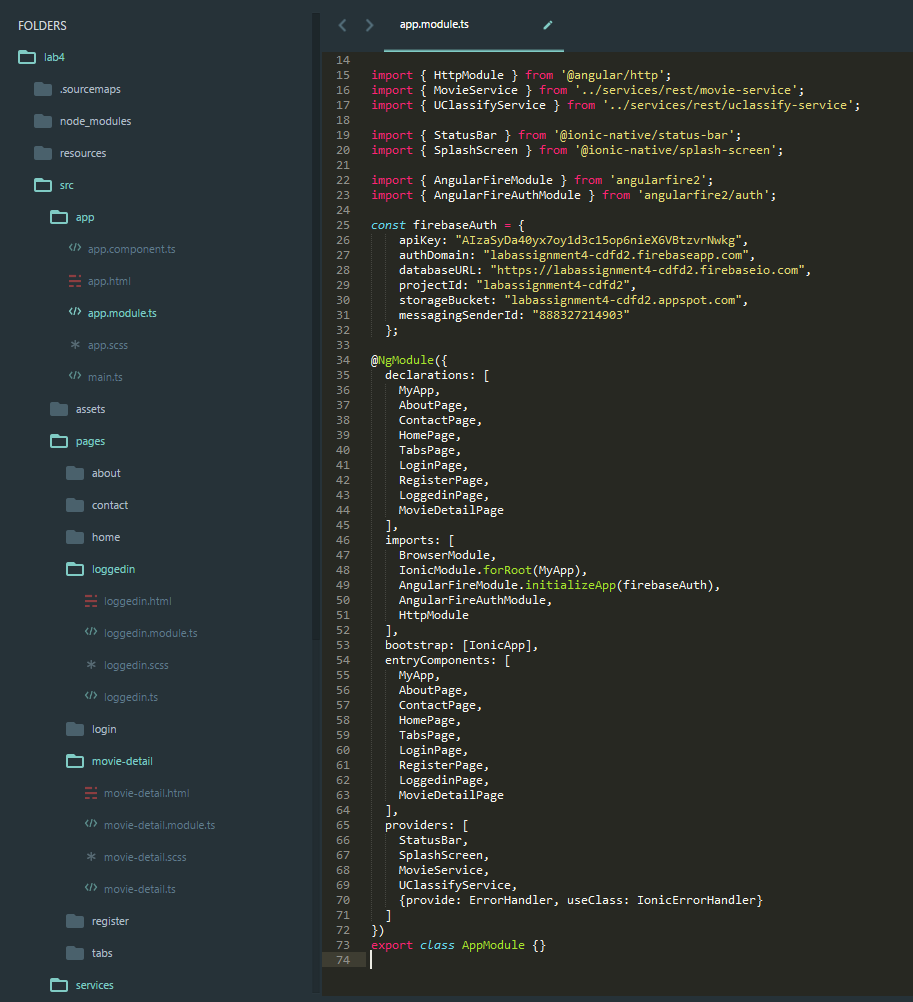 FOLDERS
lab4
.sourcemaps
node_modules
resources
src
app
app.component.ts
app.html
app.module.ts
app.scss
main.ts
assets
pages
about
contact
home
loggedin
loggedin.html
loggedin.module.ts
loggedin.scss
loggedin.ts
login
movie-detail
movie-detail.html
movie-detail.module.ts
movie-detail.scss
movie-detail.ts
register
tabs
services
app.module.ts
14
15 import { HttpModule } from '@angular/http';
16 import { MovieService } from '../services/rest/movie-service';
17 import { UClassifyService } from '../services/rest/uclassify-service';
18
19 import { StatusBar } from '@ionic-native/status-bar';
20 import { SplashScreen } from '@ionic-native/splash-screen';
21
22 import { AngularFireModule } from 'angularfire2';
23 import { AngularFireAuthModule } from 'angularfire2/auth';
24
25 const firebaseAuth = {
26 apiKey: "AIzaSyDa40yx7oy1d3c15op6nieX6VBtzvrNwkg",
27 authDomain: "labassignment4-cdfd2.firebaseapp.com",
28 databaseURL: "https://labassignment4-cdfd2.firebaseio.com",
29 projectId: "labassignment4-cdfd2",
30 storageBucket: "labassignment4-cdfd2.appspot.com",
31 messagingSenderId: "888327214903"
32 };
33
34 @NgModule({
35 declarations: [
36 MyApp,
37 AboutPage,
38 ContactPage,
39 HomePage,
40 TabsPage,
41 LoginPage,
42 RegisterPage,
43 LoggedinPage,
44 MovieDetailPage
45 ],
46 imports: [
47 BrowserModule,
48 IonicModule.forRoot(MyApp),
49 AngularFireModule.initializeApp(firebaseAuth),
50 AngularFireAuthModule,
51 HttpModule
52 ],
53 bootstrap: [IonicApp],
54 entryComponents: [
55 MyApp,
56 AboutPage,
57 ContactPage,
58 HomePage,
59 TabsPage,
60 LoginPage,
61 RegisterPage,
62 LoggedinPage,
63 MovieDetailPage
64 ],
65 providers: [
66 StatusBar,
67 SplashScreen,
68 MovieService,
69 UClassifyService,
70 {provide: ErrorHandler, useClass: IonicErrorHandler}
71 ]
72 })
73 export class AppModule {}
74